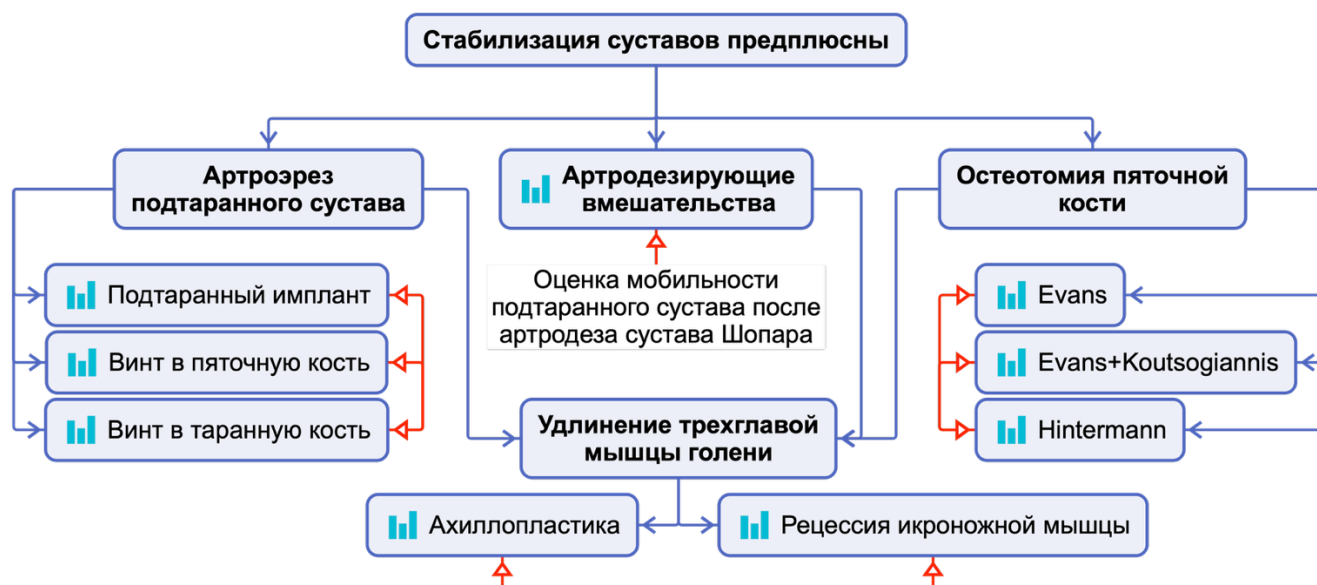 Стабилизация суставов предплюсны
Артроэрез
подтаранного сустава
Артродезирующие
вмешательства
Остеотомия пяточной
кости
Оценка мобильности
подтаранного сустава после
артродеза сустава Шопара
Подтаранный имплант
Винт в пяточную кость
Винт в таранную кость
Evans
Evans+Koutsogiannis
Hintermann
Удлинение трехглавой
мышцы голени
Ахиллопластика
Рецессия икроножной мышцы